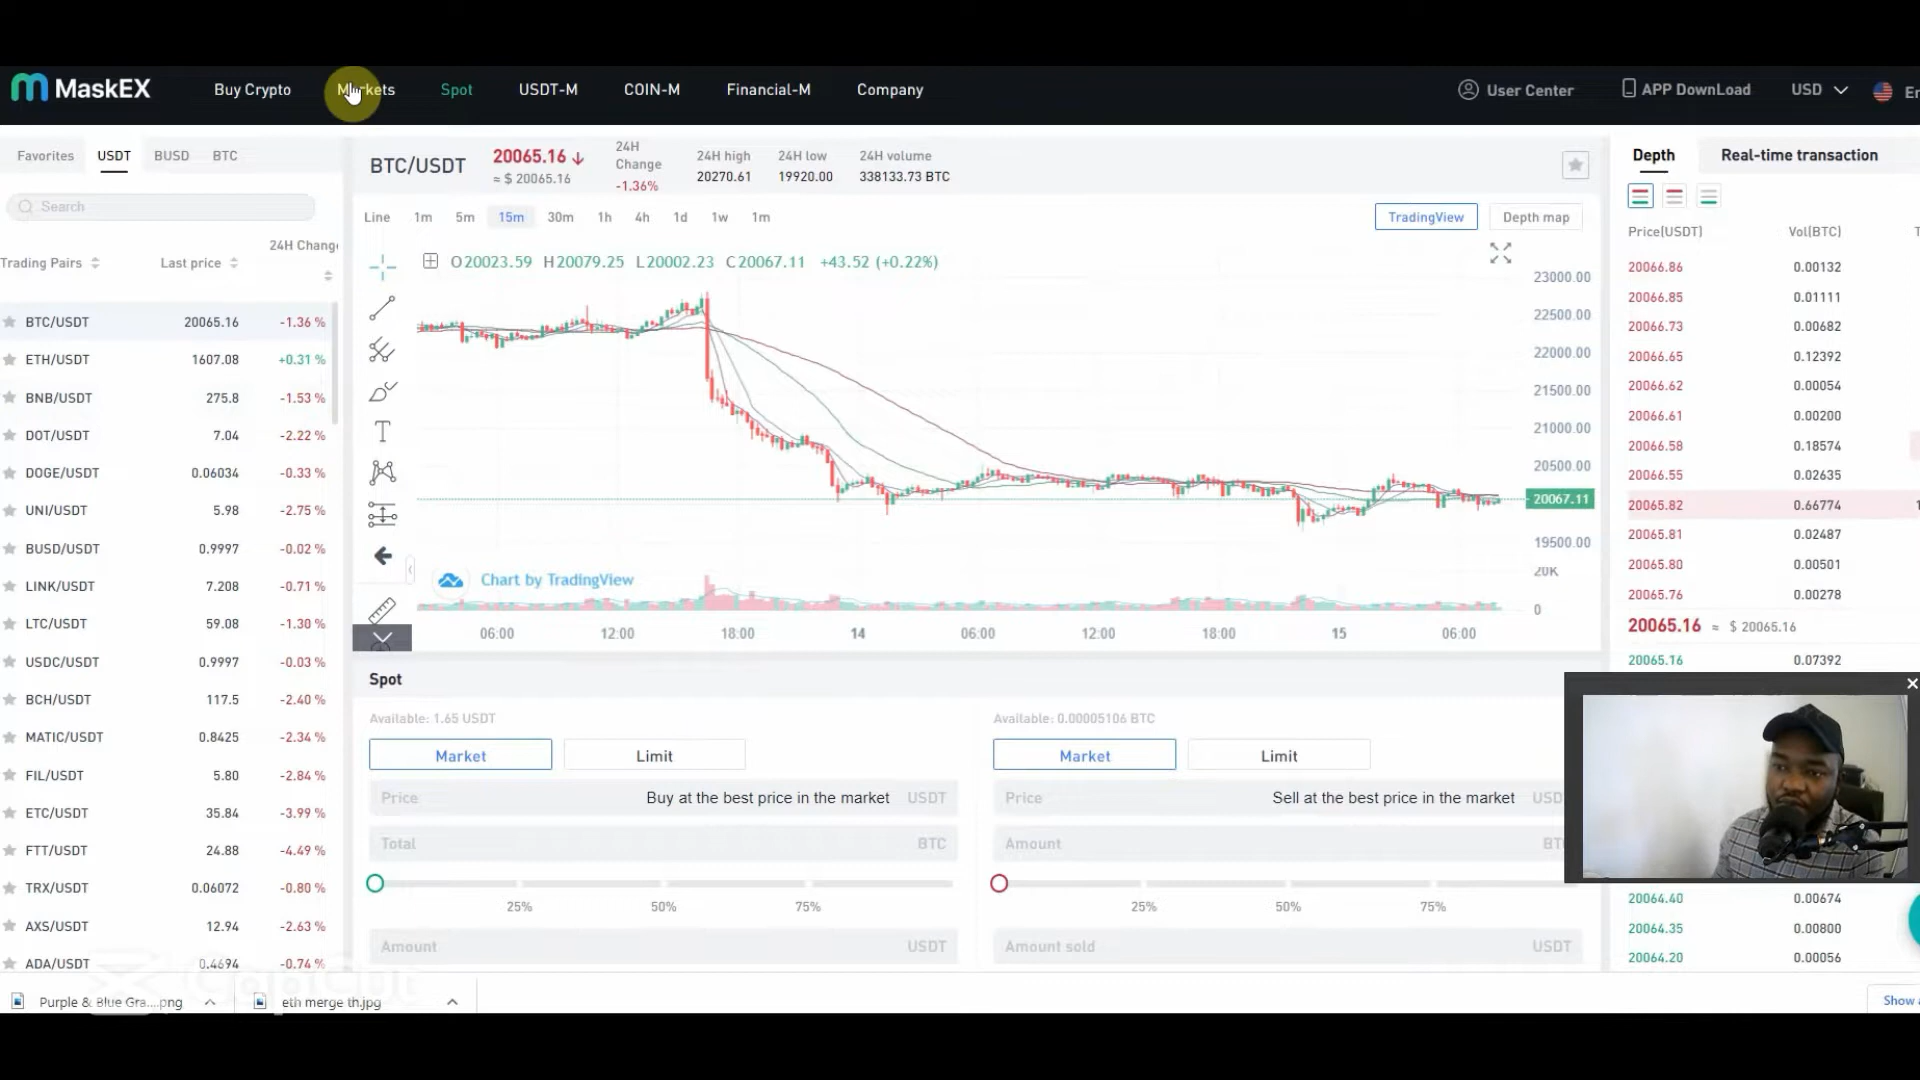 MaskEX
Buy Crypto
Markets
Spot
USDT-M
COIN-M
Financial-M
Company
User Center
APP DownLoad
USD
Favorites
USDT
BUSD
BTC
Search
Trading Pairs
Last price
24H Change
BTC/USDT 20065.16 -1.36 %
ETH/USDT 1607.08 +0.31 %
BNB/USDT 275.8 -1.53 %
DOT/USDT 7.04 -2.22 %
DOGE/USDT 0.06034 -0.33 %
UNI/USDT 5.98 -2.75 %
BUSD/USDT 0.9997 -0.02 %
LINK/USDT 7.208 -0.71 %
LTC/USDT 59.08 -1.30 %
USDC/USDT 0.9997 -0.03 %
BCH/USDT 117.5 -2.40 %
MATIC/USDT 0.8425 -2.34 %
FIL/USDT 5.80 -2.84 %
ETC/USDT 35.84 -3.99 %
FTT/USDT 24.88 -4.49 %
TRX/USDT 0.06072 -0.80 %
AXS/USDT 12.94 -2.63 %
ADA/USDT 0.4694 -0.74 %
BTC/USDT
20065.16
≈ $ 20065.16
24H
Change
-1.36%
24H high
20270.61
24H low
19920.00
24H volume
338133.73 BTC
Line 1m 5m 15m 30m 1h 4h 1d 1w 1m
TradingView
Depth map
O20023.59 H20079.25 L20002.23 C20067.11 +43.52 (+0.22%)
23000.00
22500.00
22000.00
21500.00
21000.00
20500.00
20067.11
19500.00
20K
0
Chart by TradingView
06:00 12:00 18:00 14 06:00 12:00 18:00 15 06:00
Spot
Available: 1.65 USDT
Market
Limit
Price Buy at the best price in the market USDT
Total BTC
25% 50% 75%
Amount USDT
Available: 0.00005106 BTC
Market
Limit
Price Sell at the best price in the market USD
Amount
25% 50% 75%
Amount sold USDT
Depth
Real-time transaction
Price(USDT) Vol(BTC)
20066.86 0.00132
20066.85 0.01111
20066.73 0.00682
20066.65 0.12392
20066.62 0.00054
20066.61 0.00200
20066.58 0.18574
20066.55 0.02635
20065.82 0.66774
20065.81 0.02487
20065.80 0.00501
20065.76 0.00278
20065.16 ≈ $ 20065.16
20065.16 0.07392
20064.40 0.00674
20064.35 0.00800
20064.20 0.00056
Purple & Blue Gra....png
eth merge th.jpg
Show